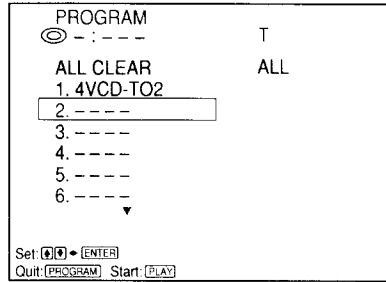 PROGRAM
- : - - - T
ALL CLEAR ALL
1. 4VCD-TO2
2. - - - -
3. - - - -
4. - - - -
5. - - - -
6. - - - -
Set: ENTER
Quit: PROGRAM Start: PLAY